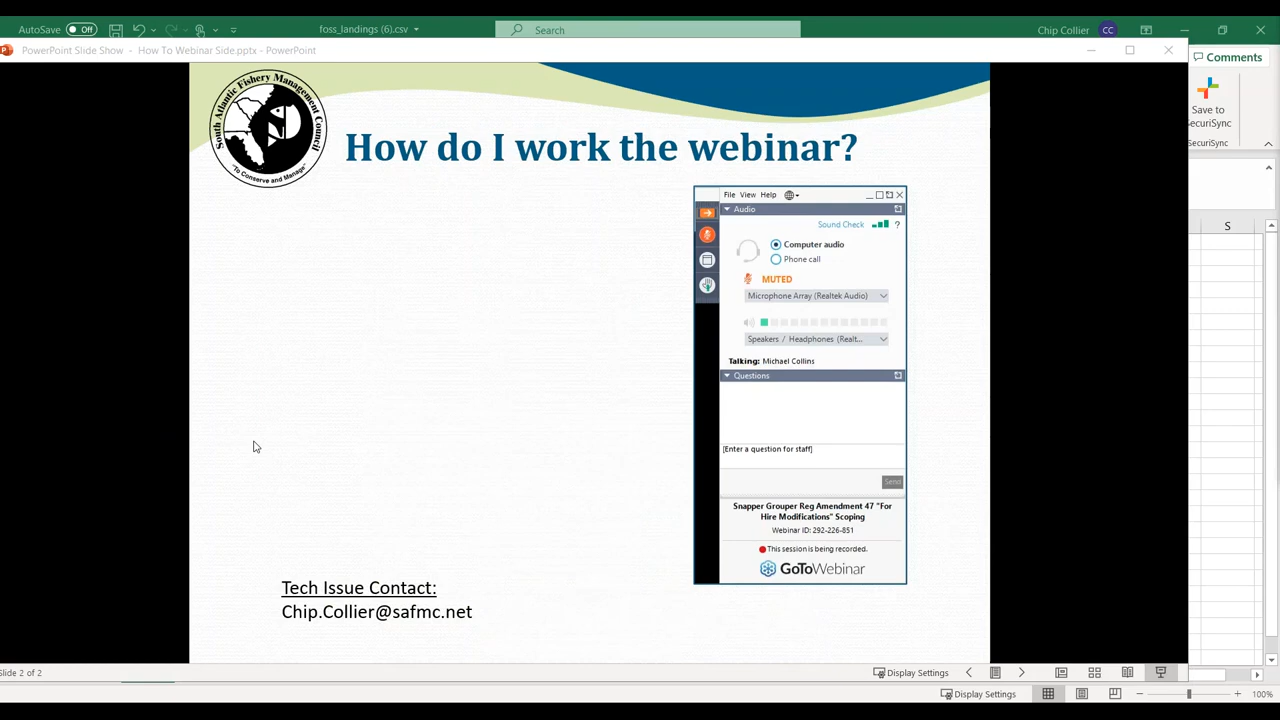 AutoSave Off foss_landings (6).csv Search Chip Collier CC
PowerPoint Slide Show - How To Webinar Side.pptx - PowerPoint
Comments
Save to
SecuriSync
South Atlantic Fishery Management Council
"To Conserve and Manage"
How do I work the webinar?
File View Help
Audio
Sound Check ?
Computer audio
Phone call
MUTED
Microphone Array (Realtek Audio)
Speakers / Headphones (Realt...
Talking: Michael Collins
Questions
[Enter a question for staff]
Send
Snapper Grouper Reg Amendment 47 "For
Hire Modifications" Scoping
Webinar ID: 292-226-851
This session is being recorded.
GoToWebinar
Tech Issue Contact:
Chip.Collier@safmc.net
S
Slide 2 of 2 Display Settings
Display Settings 100%